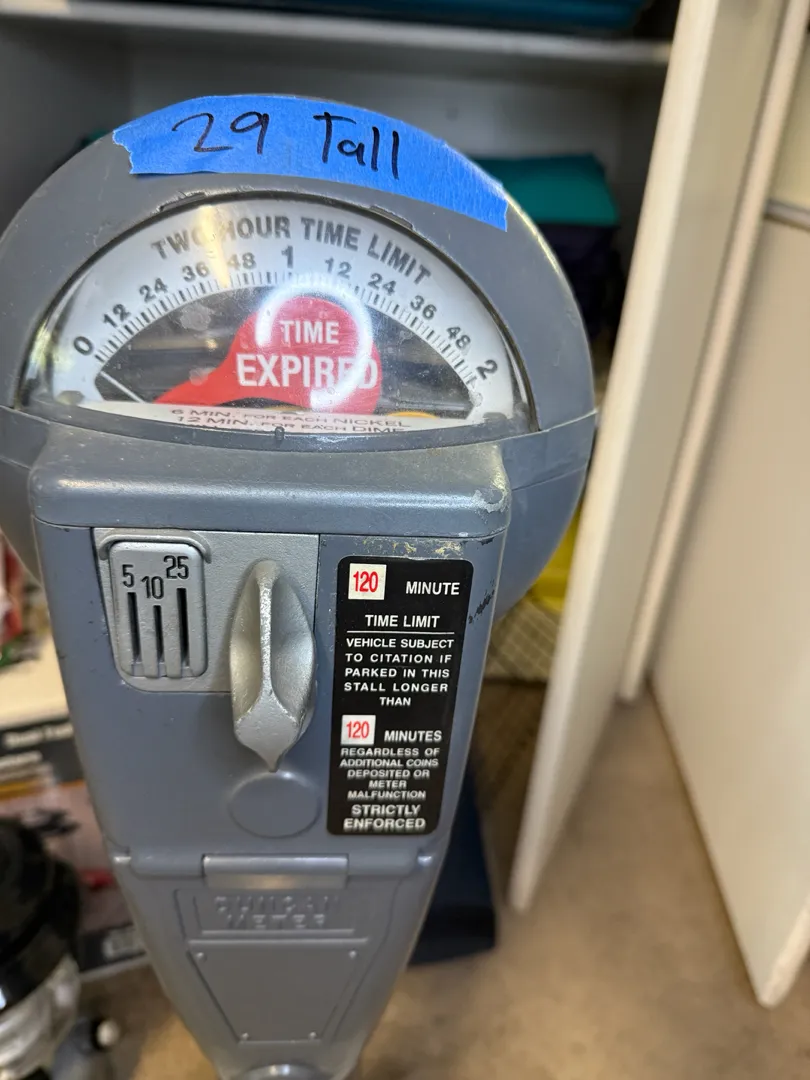 29 Tall
TWO HOUR TIME LIMIT
0 12 24 36 48 1 12 24 36 48 2
TIME
EXPIRED
6 MIN. FOR EACH NICKEL
12 MIN. FOR EACH DIME
5 10 25
120 MINUTE
TIME LIMIT
VEHICLE SUBJECT
TO CITATION IF
PARKED IN THIS
STALL LONGER
THAN
120 MINUTES
REGARDLESS OF
ADDITIONAL COINS
DEPOSITED OR
METER
MALFUNCTION
STRICTLY
ENFORCED
DUNCAN
METER